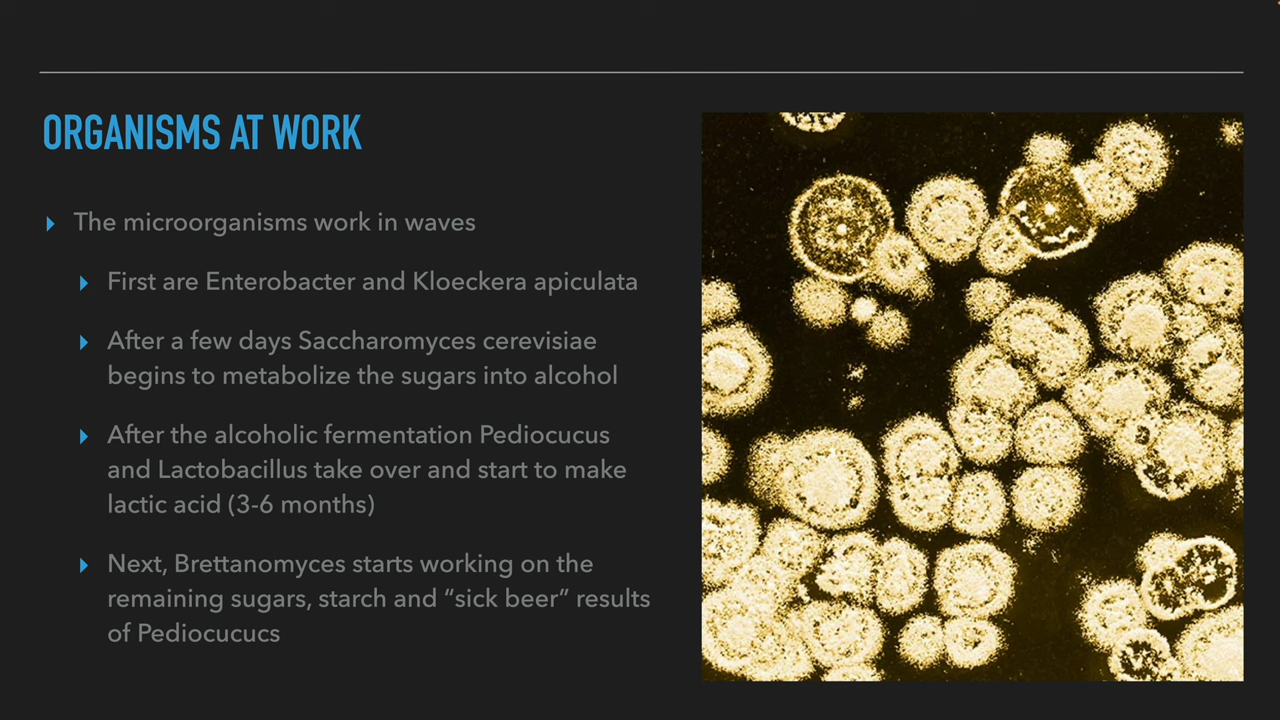 ORGANISMS AT WORK
The microorganisms work in waves
First are Enterobacter and Kloeckera apiculata
After a few days Saccharomyces cerevisiae
begins to metabolize the sugars into alcohol
After the alcoholic fermentation Pediocucus
and Lactobacillus take over and start to make
lactic acid (3-6 months)
Next, Brettanomyces starts working on the
remaining sugars, starch and “sick beer” results
of Pediocucucs